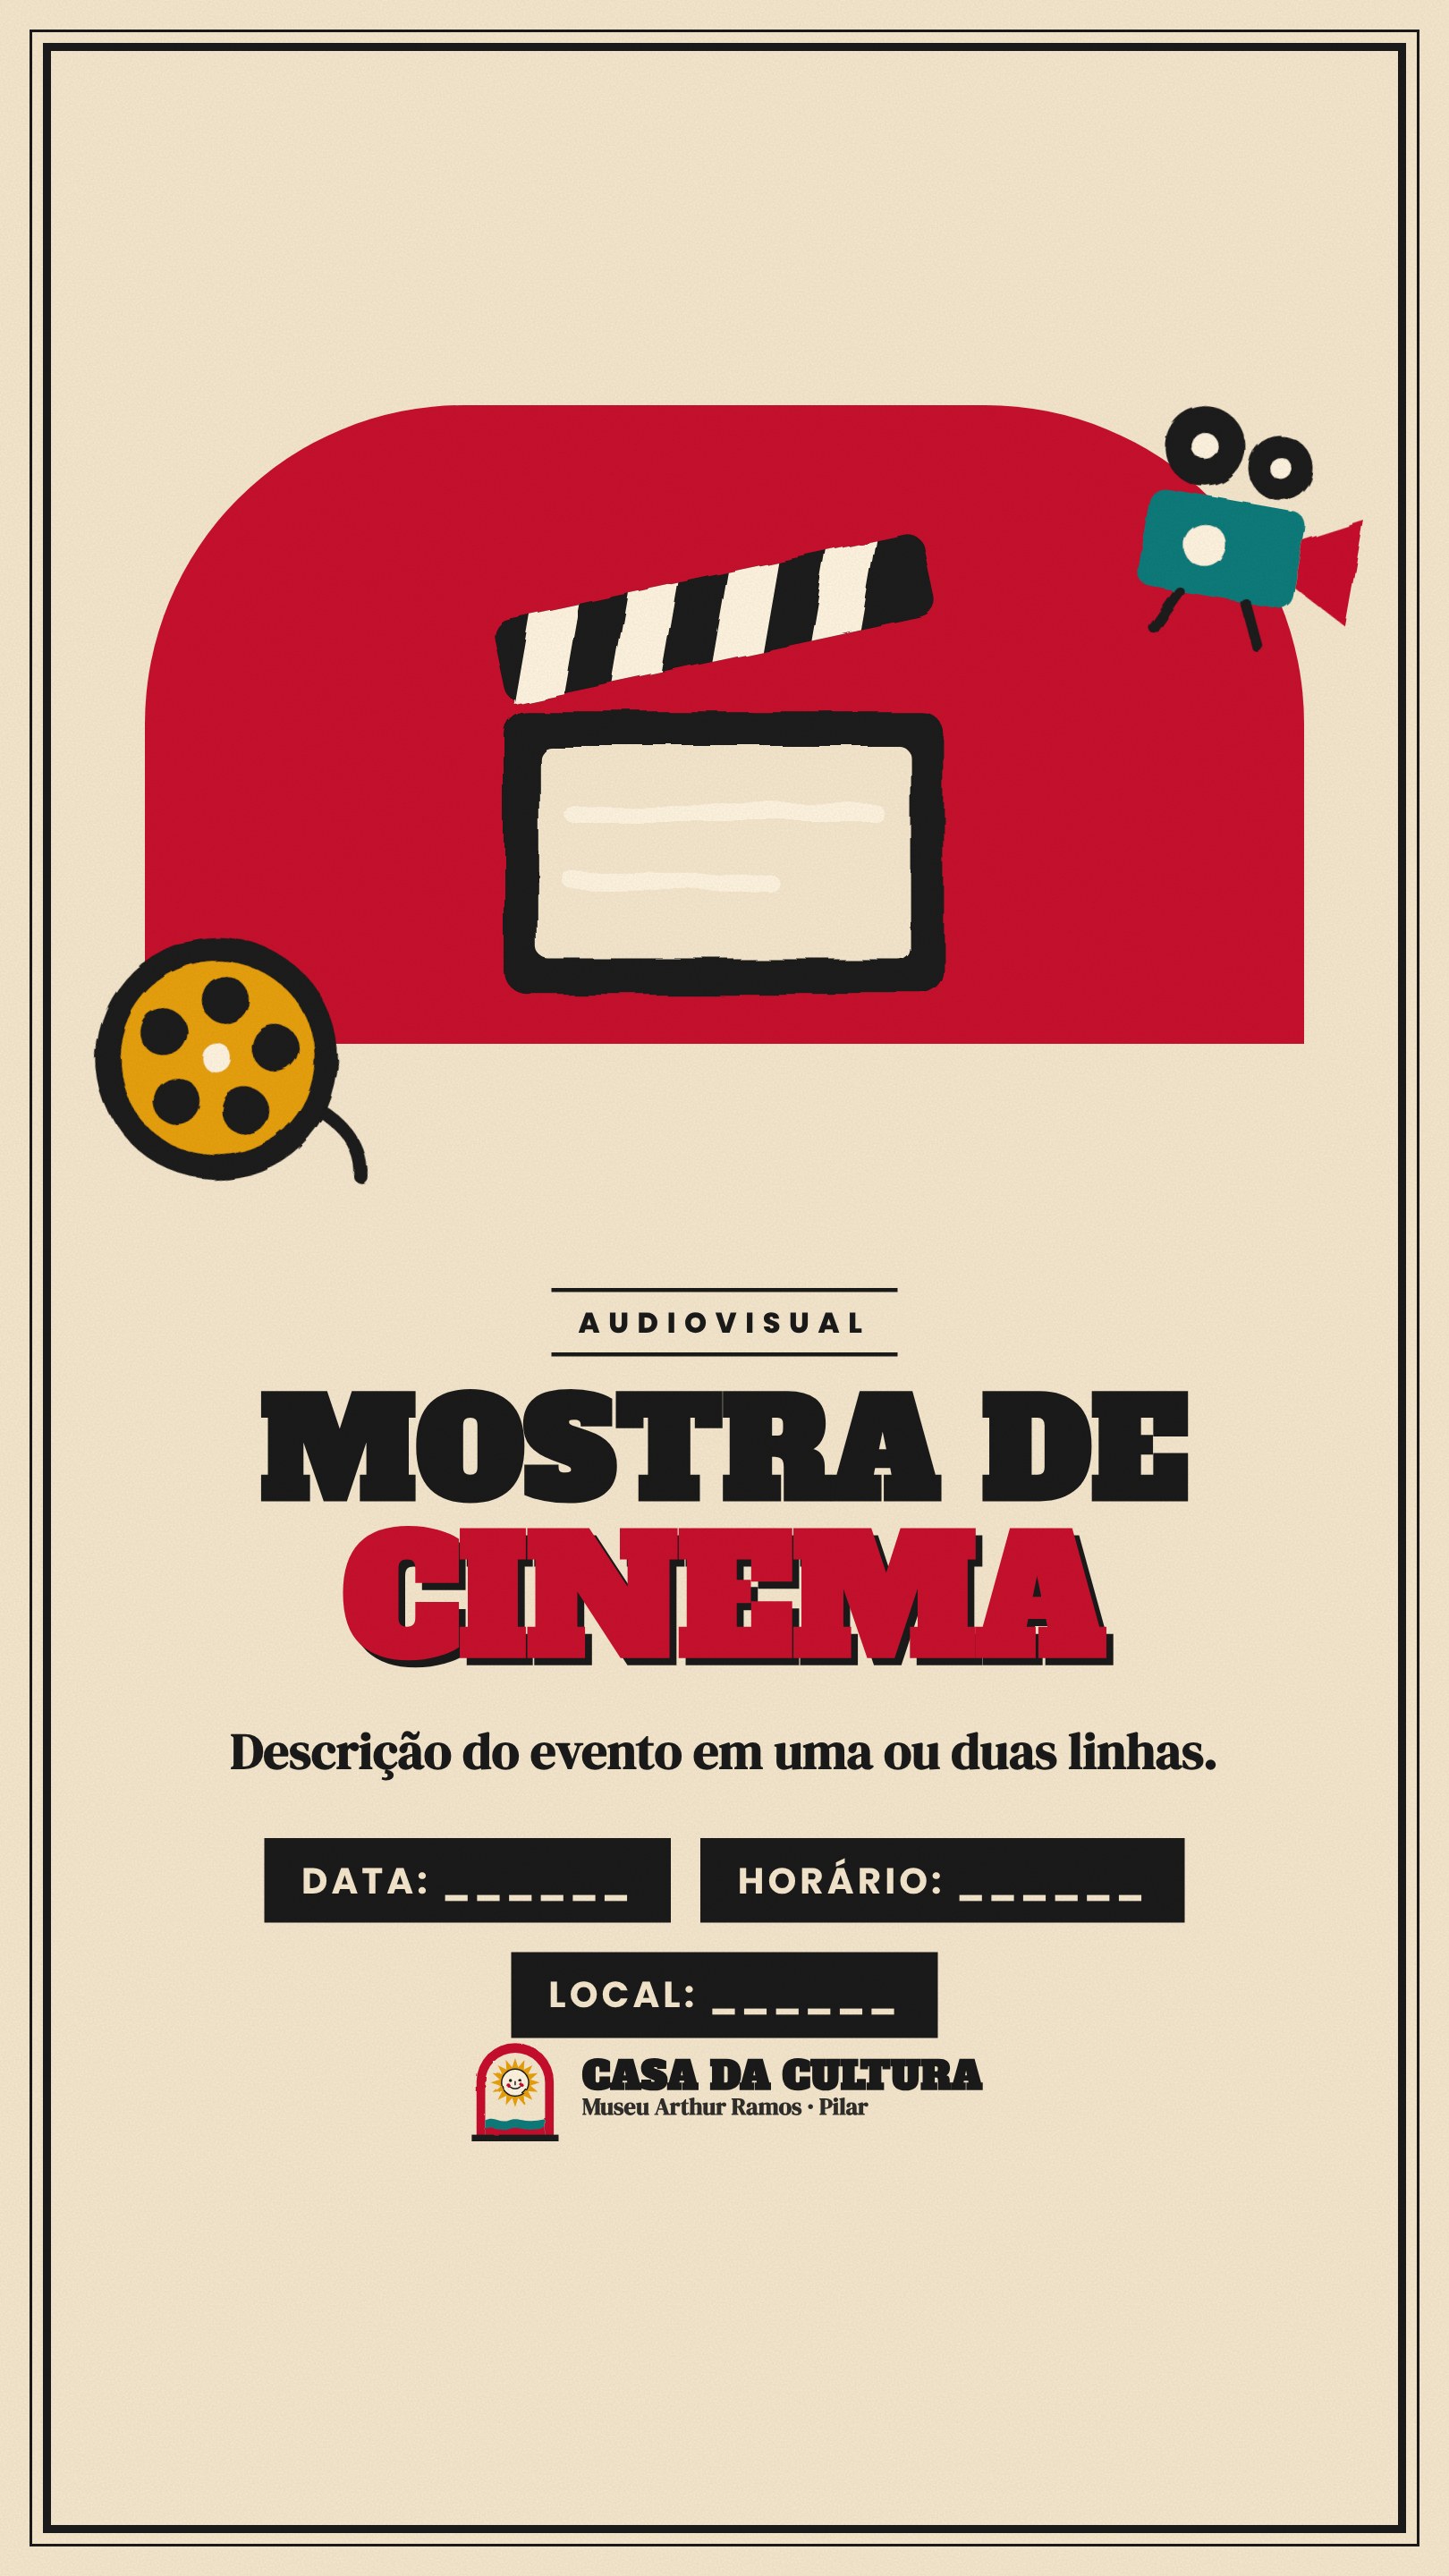 AUDIOVISUAL
MOSTRA DE
CINEMA
Descrição do evento em uma ou duas linhas.
DATA: ______ HORÁRIO: ______
LOCAL: ______
CASA DA CULTURA
Museu Arthur Ramos • Pilar